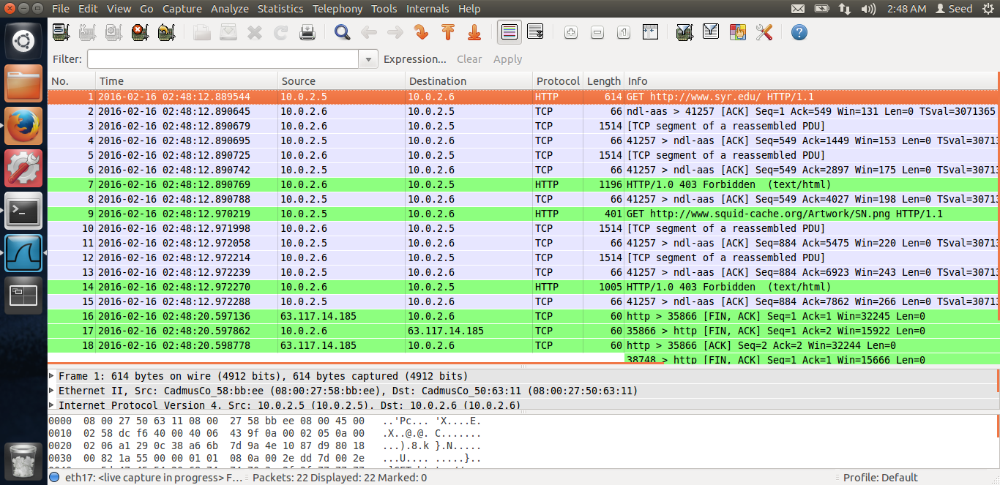 File Edit View Go Capture Analyze Statistics Telephony Tools Internals Help 2:48 AM Seed
Filter: Expression... Clear Apply
No. Time Source Destination Protocol Length Info
1 2016-02-16 02:48:12.889544 10.0.2.5 10.0.2.6 HTTP 614 GET http://www.syr.edu/ HTTP/1.1
2 2016-02-16 02:48:12.890645 10.0.2.6 10.0.2.5 TCP 66 ndl-aas > 41257 [ACK] Seq=1 Ack=549 Win=131 Len=0 TSval=3071365
3 2016-02-16 02:48:12.890679 10.0.2.6 10.0.2.5 TCP 1514 [TCP segment of a reassembled PDU]
4 2016-02-16 02:48:12.890695 10.0.2.5 10.0.2.6 TCP 66 41257 > ndl-aas [ACK] Seq=549 Ack=1449 Win=153 Len=0 TSval=3071
5 2016-02-16 02:48:12.890725 10.0.2.6 10.0.2.5 TCP 1514 [TCP segment of a reassembled PDU]
6 2016-02-16 02:48:12.890742 10.0.2.5 10.0.2.6 TCP 66 41257 > ndl-aas [ACK] Seq=549 Ack=2897 Win=175 Len=0 TSval=3071
7 2016-02-16 02:48:12.890769 10.0.2.6 10.0.2.5 HTTP 1196 HTTP/1.0 403 Forbidden (text/html)
8 2016-02-16 02:48:12.890788 10.0.2.5 10.0.2.6 TCP 66 41257 > ndl-aas [ACK] Seq=549 Ack=4027 Win=198 Len=0 TSval=3071
9 2016-02-16 02:48:12.970219 10.0.2.5 10.0.2.6 HTTP 401 GET http://www.squid-cache.org/Artwork/SN.png HTTP/1.1
10 2016-02-16 02:48:12.971998 10.0.2.6 10.0.2.5 TCP 1514 [TCP segment of a reassembled PDU]
11 2016-02-16 02:48:12.972058 10.0.2.5 10.0.2.6 TCP 66 41257 > ndl-aas [ACK] Seq=884 Ack=5475 Win=220 Len=0 TSval=3071
12 2016-02-16 02:48:12.972214 10.0.2.6 10.0.2.5 TCP 1514 [TCP segment of a reassembled PDU]
13 2016-02-16 02:48:12.972239 10.0.2.5 10.0.2.6 TCP 66 41257 > ndl-aas [ACK] Seq=884 Ack=6923 Win=243 Len=0 TSval=3071
14 2016-02-16 02:48:12.972270 10.0.2.6 10.0.2.5 HTTP 1005 HTTP/1.0 403 Forbidden (text/html)
15 2016-02-16 02:48:12.972288 10.0.2.5 10.0.2.6 TCP 66 41257 > ndl-aas [ACK] Seq=884 Ack=7862 Win=266 Len=0 TSval=3071
16 2016-02-16 02:48:20.597136 63.117.14.185 10.0.2.6 TCP 60 http > 35866 [FIN, ACK] Seq=1 Ack=1 Win=32245 Len=0
17 2016-02-16 02:48:20.597862 10.0.2.6 63.117.14.185 TCP 60 35866 > http [FIN, ACK] Seq=1 Ack=2 Win=15922 Len=0
18 2016-02-16 02:48:20.598778 63.117.14.185 10.0.2.6 TCP 60 http > 35866 [ACK] Seq=2 Ack=2 Win=32244 Len=0
38748 > http [FIN, ACK] Seq=1 Ack=1 Win=15666 Len=0
Frame 1: 614 bytes on wire (4912 bits), 614 bytes captured (4912 bits)
Ethernet II, Src: CadmusCo_58:bb:ee (08:00:27:58:bb:ee), Dst: CadmusCo_50:63:11 (08:00:27:50:63:11)
Internet Protocol Version 4, Src: 10.0.2.5 (10.0.2.5), Dst: 10.0.2.6 (10.0.2.6)
0000 08 00 27 50 63 11 08 00 27 58 bb ee 08 00 45 00 ..'Pc... 'X....E.
0010 02 58 dc f6 40 00 40 06 43 9f 0a 00 02 05 0a 00 .X..@.@. C.......
0020 02 06 a1 29 0c 38 a6 6b 7d 9a 4e 10 87 d9 80 18 ...).8.k }.N.....
0030 00 82 1a 55 00 00 01 01 08 0a 00 2e dd 7d 00 2e ...U.... .....}..
eth17: <live capture in progress> F... Packets: 22 Displayed: 22 Marked: 0 Profile: Default